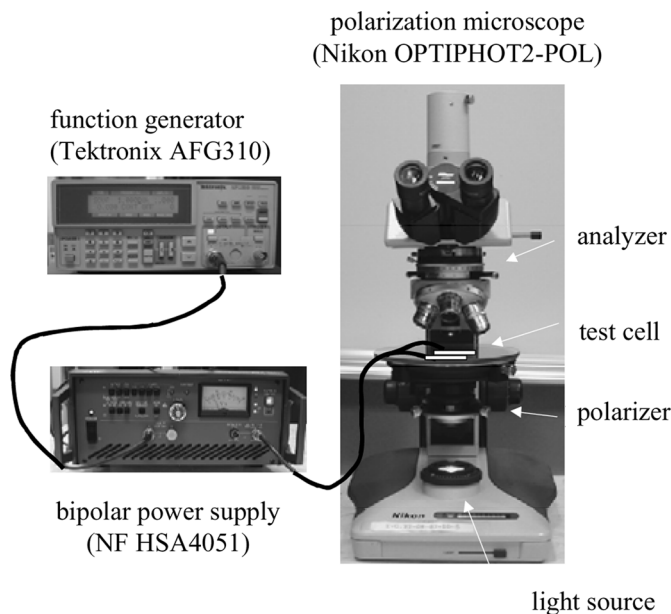 polarization microscope
(Nikon OPTIPHOT2-POL)
function generator
(Tektronix AFG310)
analyzer
test cell
polarizer
bipolar power supply
(NF HSA4051)
Nikon
light source